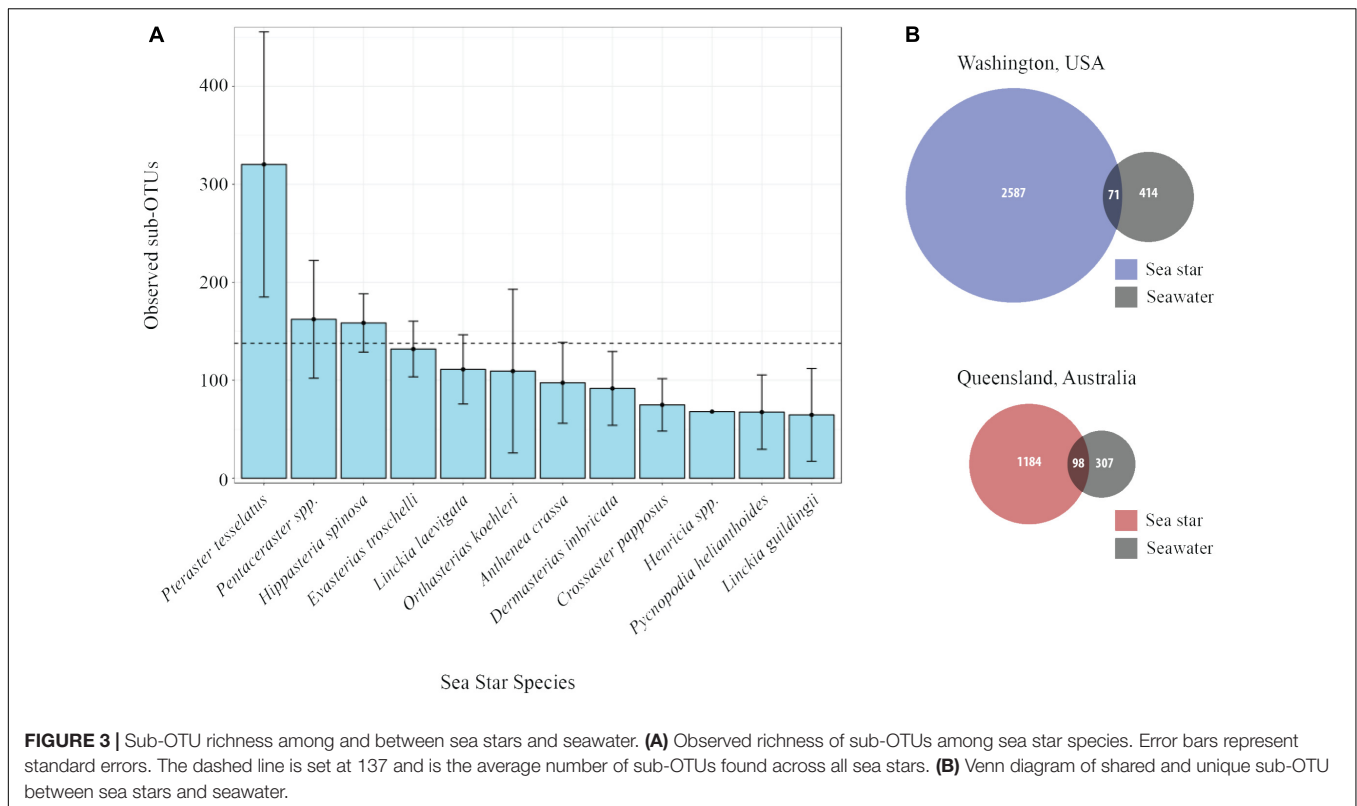 A
Observed sub-OTUs
400
300
200
100
0
Pteraster tesselatus
Pentaceraster spp.
Hippasteria spinosa
Evasterias troschelli
Linckia laevigata
Orthasterias koehleri
Anthenea crassa
Dermasterias imbricata
Crossaster papposus
Henricia spp.
Pycnopodia helianthoides
Linckia guildingii
Sea Star Species
B
Washington, USA
2587
71
414
Sea star
Seawater
Queensland, Australia
1184
98
307
Sea star
Seawater
FIGURE 3 | Sub-OTU richness among and between sea stars and seawater. (A) Observed richness of sub-OTUs among sea star species. Error bars represent
standard errors. The dashed line is set at 137 and is the average number of sub-OTUs found across all sea stars. (B) Venn diagram of shared and unique sub-OTU
between sea stars and seawater.